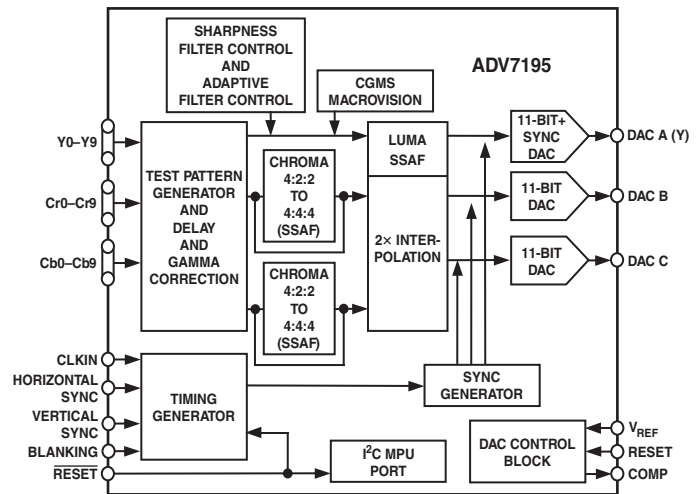 SHARPNESS
FILTER CONTROL
AND
ADAPTIVE
FILTER CONTROL
CGMS
MACROVISION
ADV7195
Y0–Y9
Cr0–Cr9
Cb0–Cb9
TEST PATTERN
GENERATOR
AND
DELAY
AND
GAMMA
CORRECTION
CHROMA
4:2:2
TO
4:4:4
(SSAF)
CHROMA
4:2:2
TO
4:4:4
(SSAF)
LUMA
SSAF
2× INTER-
POLATION
11-BIT+
SYNC
DAC
11-BIT
DAC
11-BIT
DAC
DAC A (Y)
DAC B
DAC C
CLKIN
HORIZONTAL
SYNC
VERTICAL
SYNC
BLANKING
RESET
TIMING
GENERATOR
SYNC
GENERATOR
I²C MPU
PORT
DAC CONTROL
BLOCK
VREF
RESET
COMP